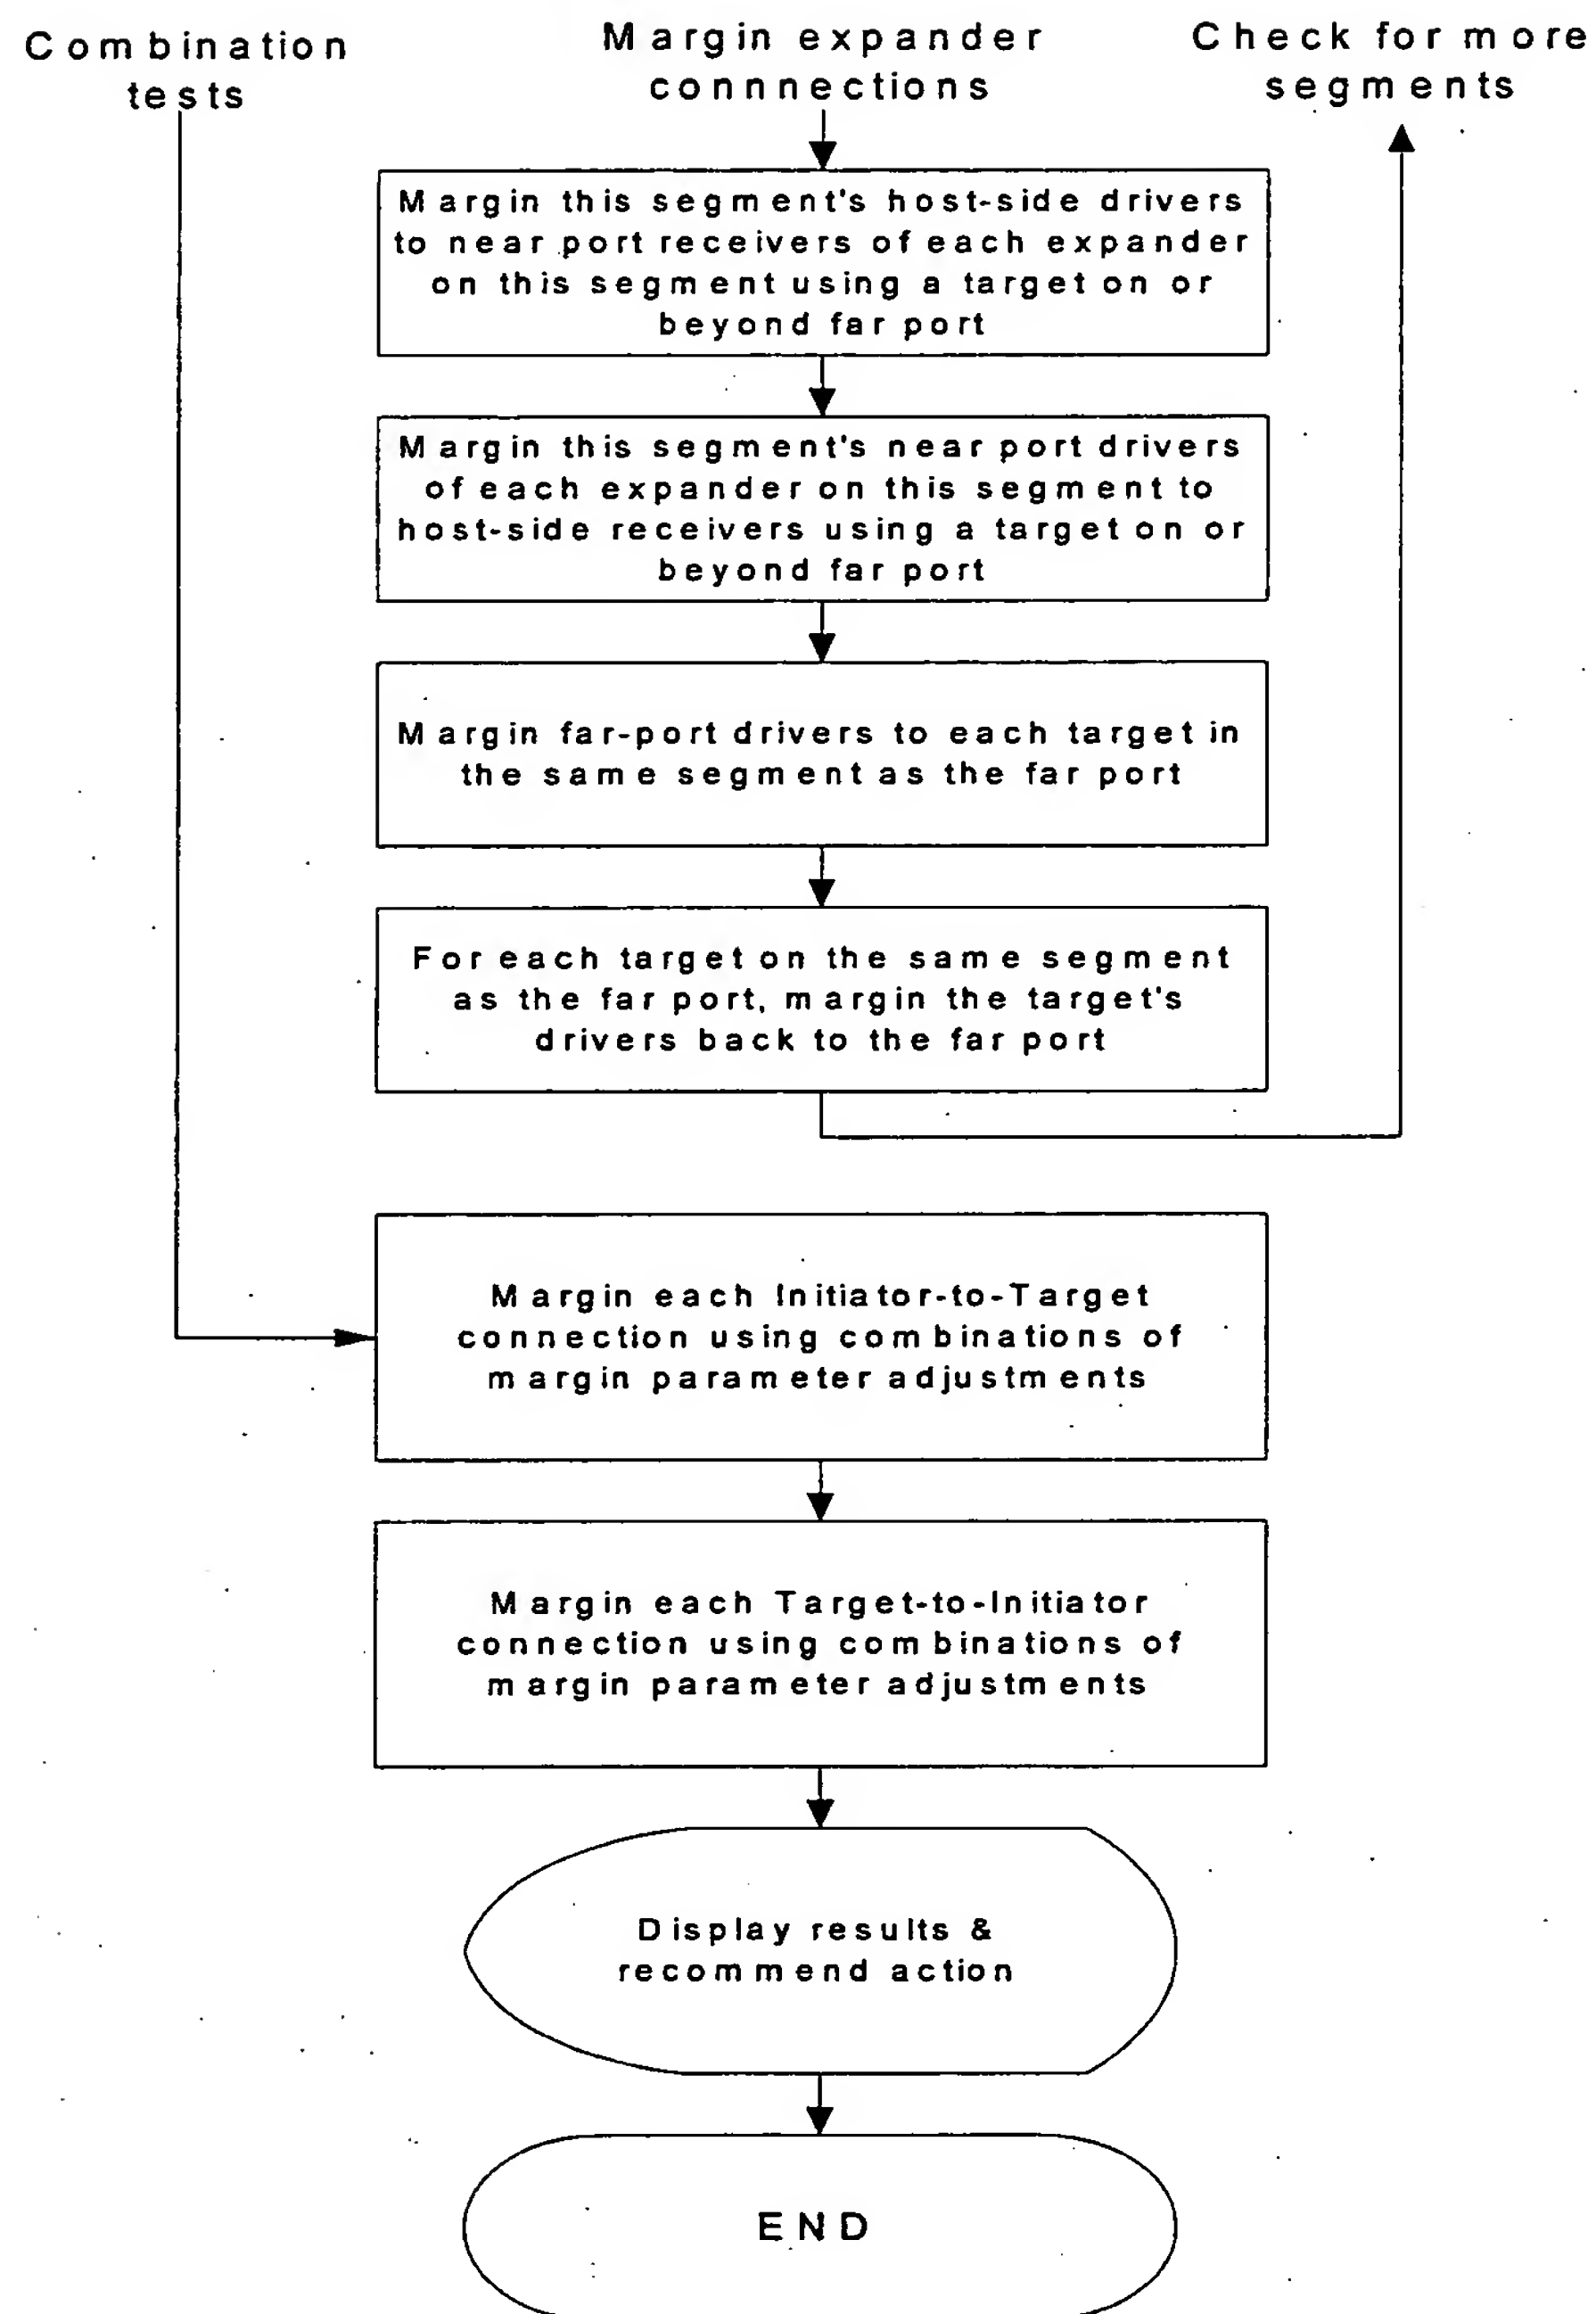 Combination
tests
Margin expander
connnections
Check for more
segments
Margin this segment's host-side drivers
to near port receivers of each expander
on this segment using a target on or
beyond far port
Margin this segment's near port drivers
of each expander on this segment to
host-side receivers using a target on or
beyond far port
Margin far-port drivers to each target in
the same segment as the far port
For each target on the same segment
as the far port, margin the target's
drivers back to the far port
Margin each Initiator-to-Target
connection using combinations of
margin parameter adjustments
Margin each Target-to-Initiator
connection using combinations of
margin parameter adjustments
Display results &
recommend action
END